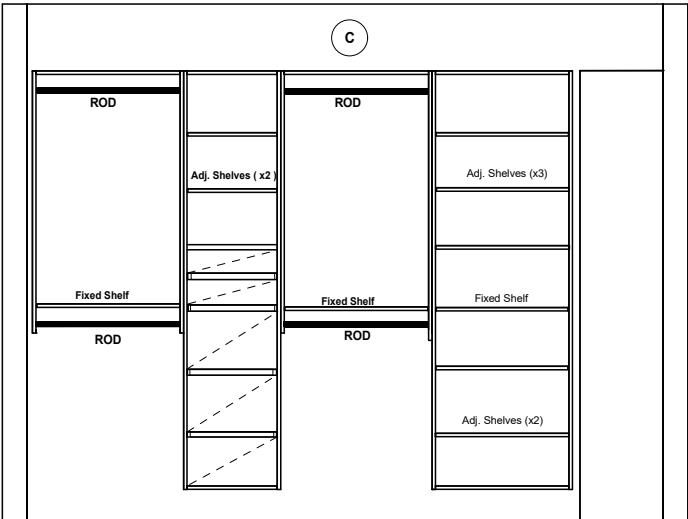 C
ROD
ROD
Adj. Shelves ( x2 )
Adj. Shelves (x3)
Fixed Shelf
Fixed Shelf
Fixed Shelf
ROD
ROD
Adj. Shelves (x2)